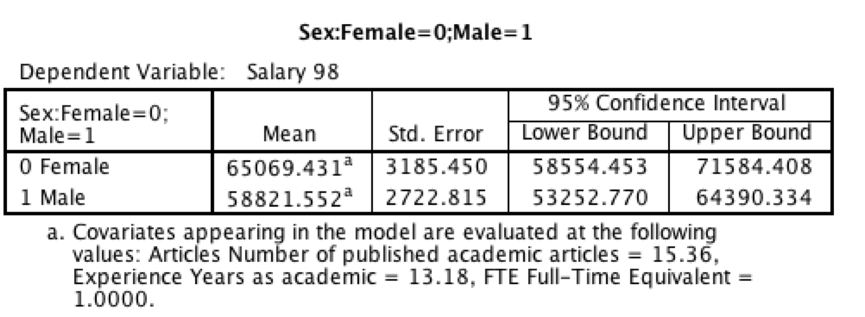 Sex:Female=0;Male=1
Dependent Variable: Salary 98
Sex:Female=0; Male=1 Mean Std. Error 95% Confidence Interval Lower Bound Upper Bound
0 Female 65069.431a 3185.450 58554.453 71584.408
1 Male 58821.552a 2722.815 53252.770 64390.334
a. Covariates appearing in the model are evaluated at the following
values: Articles Number of published academic articles = 15.36,
Experience Years as academic = 13.18, FTE Full-Time Equivalent =
1.0000.